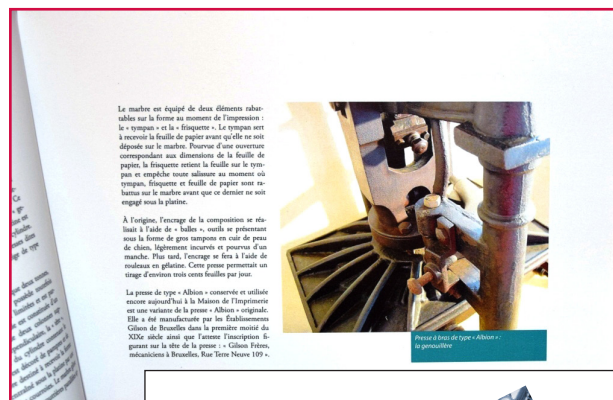 Le marbre est équipé de deux éléments rabat-
tables sur la forme au moment de l'impression :
le « tympan » et la « frisquette ». Le tympan sert
à recevoir la feuille de papier avant qu'elle ne soit
déposée sur le marbre. Pourvue d'une ouverture
correspondant aux dimensions de la feuille de
papier, la frisquette retient la feuille sur le tym-
pan et empêche toute salissure au moment où
tympan, frisquette et feuille de papier sont ra-
battus sur le marbre avant que ce dernier ne soit
engagé sous la platine.
À l'origine, l'encrage de la composition se réa-
lisait à l'aide de « balles », outils se présentant
sous la forme de gros tampons en cuir de peau
de chien, légèrement incurvés et pourvus d'un
manche. Plus tard, l'encrage se fera à l'aide de
rouleaux en gélatine. Cette presse permettait un
tirage d'environ trois cents feuilles par jour.
La presse de type « Albion » conservée et utilisée
encore aujourd'hui à la Maison de l'Imprimerie
est une variante de la presse « Albion » originale.
Elle a été manufacturée par les Établissements
Gilson de Bruxelles dans la première moitié du
XIXe siècle ainsi que l'atteste l'inscription fi-
gurant sur la tête de la presse : « Gilson Frères,
mécaniciens à Bruxelles, Rue Terre Neuve 109 ».
Presse à bras de type « Albion » :
la genouillère